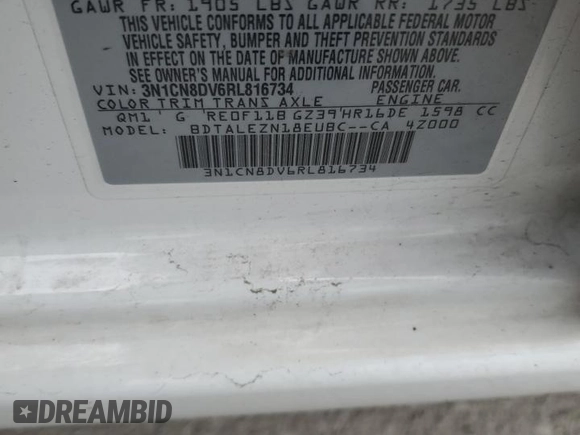 GAWR FR: 1905 LBS GAWR RR: 1735 LBS
THIS VEHICLE CONFORMS TO ALL APPLICABLE FEDERAL MOTOR
VEHICLE SAFETY, BUMPER AND THEFT PREVENTION STANDARDS
IN EFFECT ON THE DATE OF MANUFACTURE SHOWN ABOVE.
SEE OWNER'S MANUAL FOR ADDITIONAL INFORMATION.
VIN: 3N1CN8DV6RL816734 PASSENGER CAR.
COLOR TRIM TRANS AXLE ENGINE
QM1 G RE0F11B GZ39 HR16DE 1598 CC
MODEL: BDTALEZN18EUBC--CA 4Z000
3N1CN8DV6RL816734
DREAMBID